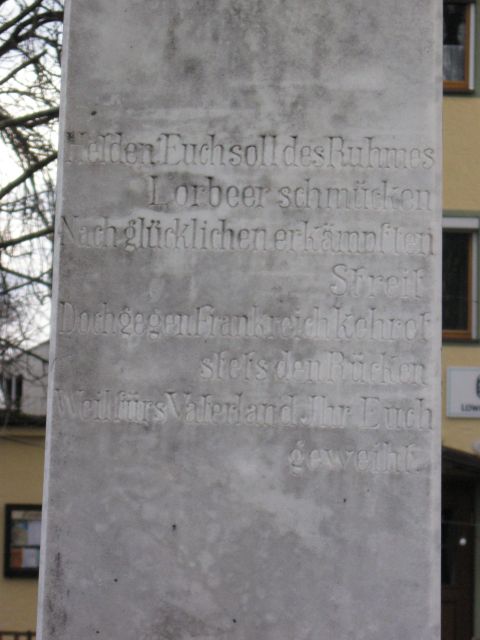 Helden Euch soll des Ruhmes
Lorbeer schmücken
Nach glücklichen erkämpften
Streit
Doch gegen Frankreich kehrot
stets den Rücken
Weil fürs Vaterland Ihr Euch
geweiht